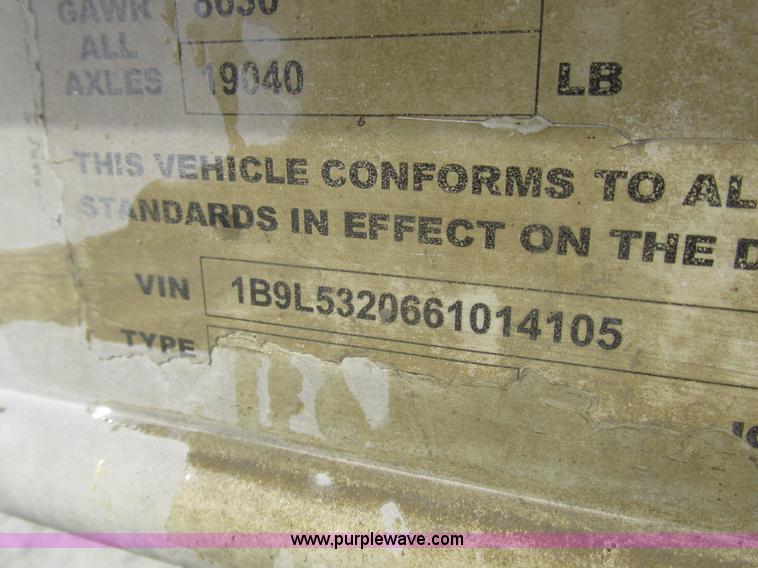 GAWR 8630
ALL
AXLES 19040 LB
THIS VEHICLE CONFORMS TO AL
STANDARDS IN EFFECT ON THE D
VIN 1B9L5320661014105
TYPE
www.purplewave.com